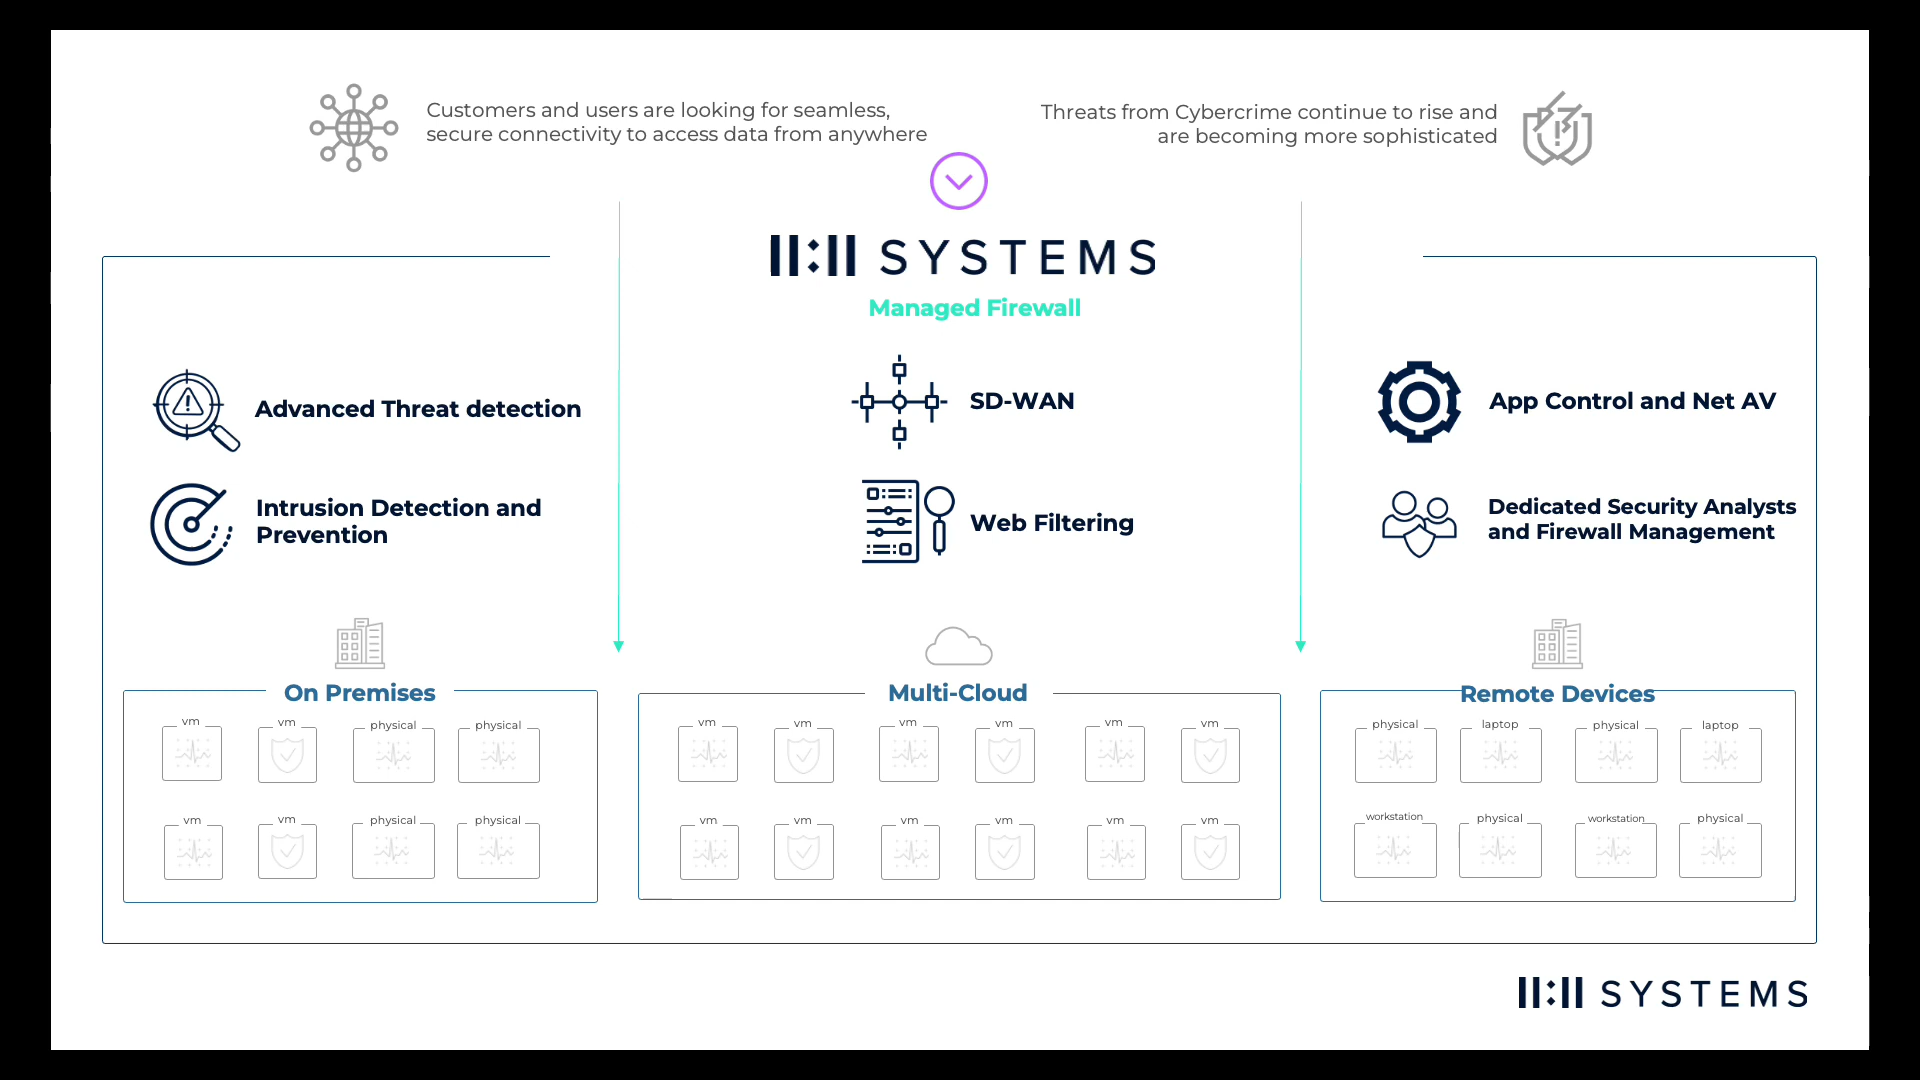 Customers and users are looking for seamless,
secure connectivity to access data from anywhere
Threats from Cybercrime continue to rise and
are becoming more sophisticated
11:11 SYSTEMS
Managed Firewall
Advanced Threat detection
SD-WAN
App Control and Net AV
Intrusion Detection and
Prevention
Web Filtering
Dedicated Security Analysts
and Firewall Management
On Premises
vm vm physical physical
vm vm physical physical
Multi-Cloud
vm vm vm vm vm vm
vm vm vm vm vm vm
Remote Devices
physical laptop physical laptop
workstation physical workstation physical
11:11 SYSTEMS